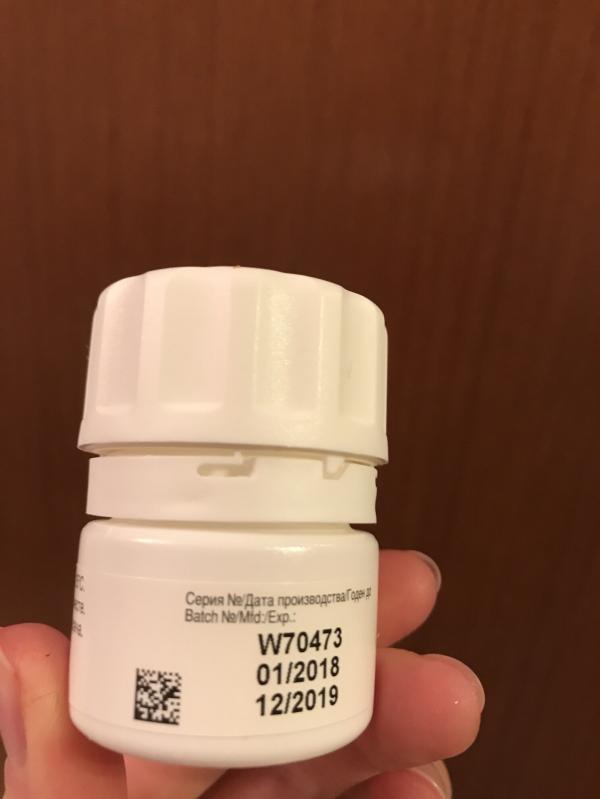 Серия №/Дата производства/Годен до
Batch №/Mfd:/Exp.:
W70473
01/2018
12/2019